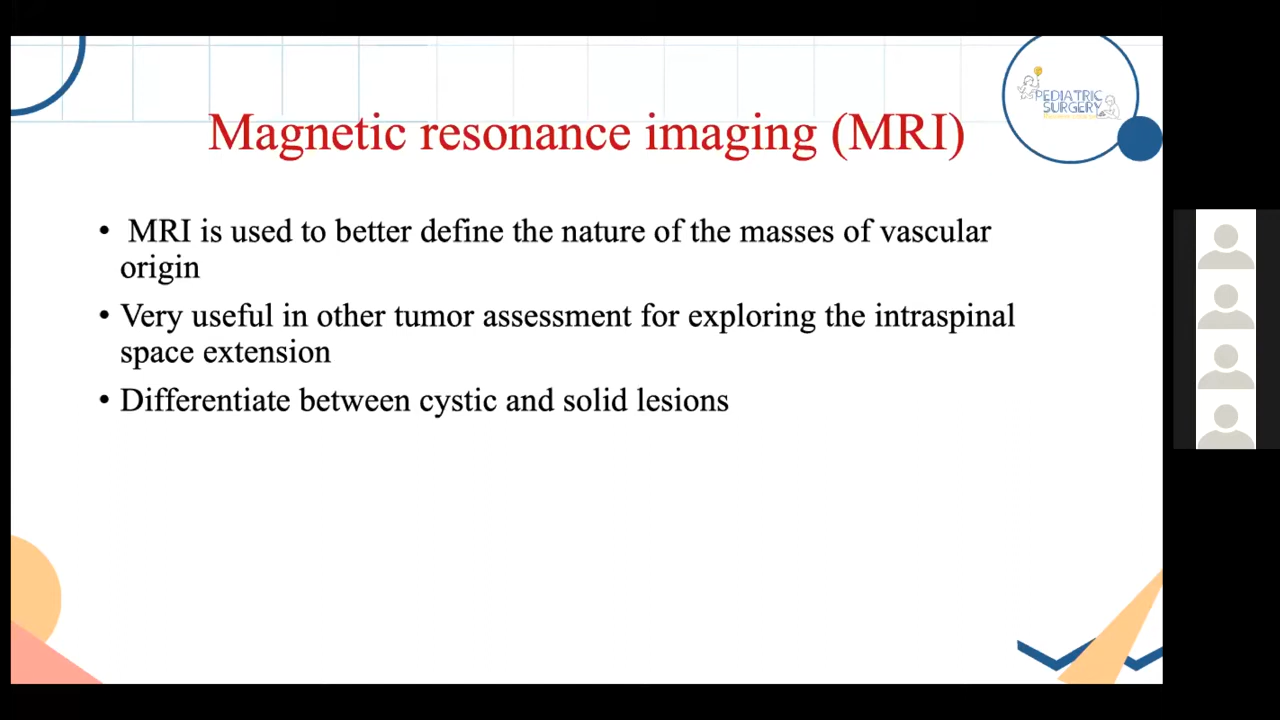 PEDIATRIC
SURGERY
Magnetic resonance imaging (MRI)
• MRI is used to better define the nature of the masses of vascular
origin
• Very useful in other tumor assessment for exploring the intraspinal
space extension
• Differentiate between cystic and solid lesions